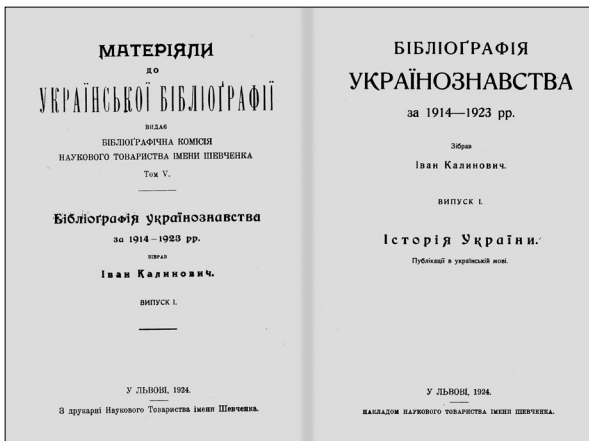 МАТЕРІЯЛИ
ДО
УКРАЇНСЬКОЇ БІБЛІОҐРАФІЇ
ВИДАЄ
БІБЛІОҐРАФІЧНА КОМІСІЯ
НАУКОВОГО ТОВАРИСТВА ІМЕНИ ШЕВЧЕНКА
Том V.
Бібліоґрафія українознавства
за 1914–1923 рр.
ЗІБРАВ
Іван Калинович.
ВИПУСК I.
У ЛЬВОВІ, 1924.
З друкарні Наукового Товариства імени Шевченка.
БІБЛІОҐРАФІЯ
УКРАЇНОЗНАВСТВА
за 1914—1923 рр.
Зібрав
Іван Калинович.
ВИПУСК I.
Історія України.
Публікації в українській мові.
У ЛЬВОВІ, 1924.
НАКЛАДОМ НАУКОВОГО ТОВАРИСТВА ІМЕНИ ШЕВЧЕНКА.